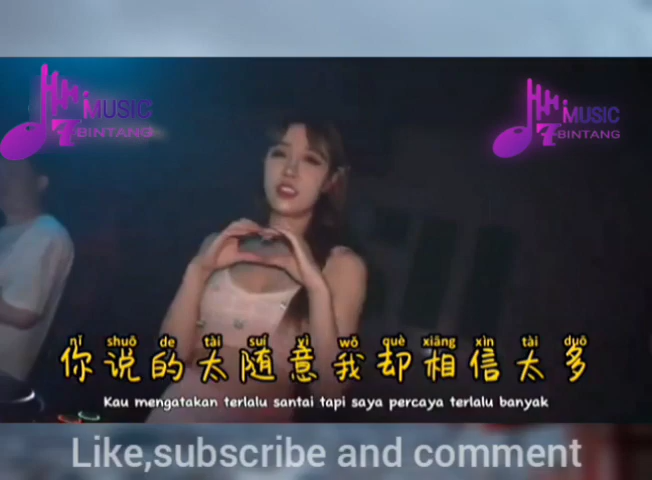 MUSIC
7 BINTANG
MUSIC
7 BINTANG
nǐ shuō de tài suí yì wǒ què xiāng xìn tài duō
你说的太随意我却相信太多
Kau mengatakan terlalu santai tapi saya percaya terlalu banyak
Like,subscribe and comment